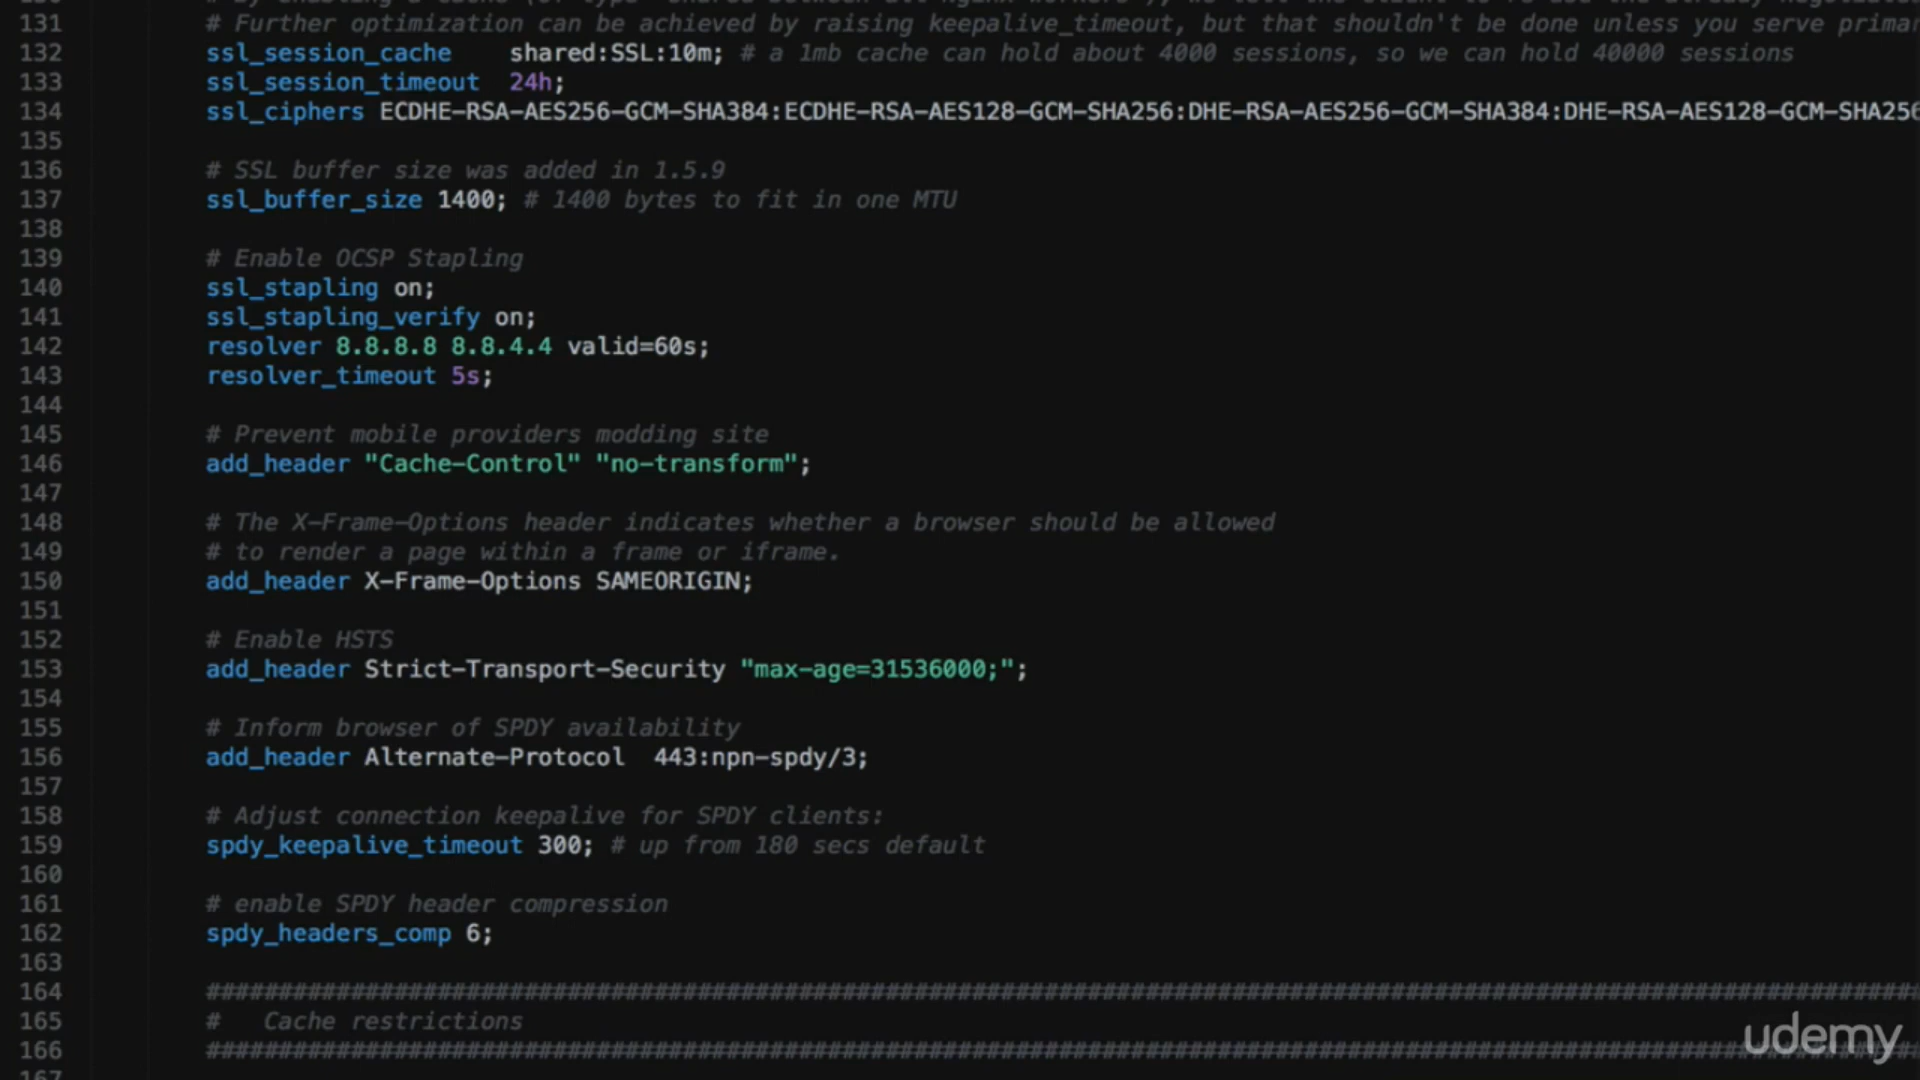 131 # Further optimization can be achieved by raising keepalive_timeout, but that shouldn't be done unless you serve primar
132 ssl_session_cache    shared:SSL:10m; # a 1mb cache can hold about 4000 sessions, so we can hold 40000 sessions
133 ssl_session_timeout  24h;
134 ssl_ciphers ECDHE-RSA-AES256-GCM-SHA384:ECDHE-RSA-AES128-GCM-SHA256:DHE-RSA-AES256-GCM-SHA384:DHE-RSA-AES128-GCM-SHA256
135
136 # SSL buffer size was added in 1.5.9
137 ssl_buffer_size 1400; # 1400 bytes to fit in one MTU
138
139 # Enable OCSP Stapling
140 ssl_stapling on;
141 ssl_stapling_verify on;
142 resolver 8.8.8.8 8.8.4.4 valid=60s;
143 resolver_timeout 5s;
144
145 # Prevent mobile providers modding site
146 add_header "Cache-Control" "no-transform";
147
148 # The X-Frame-Options header indicates whether a browser should be allowed
149 # to render a page within a frame or iframe.
150 add_header X-Frame-Options SAMEORIGIN;
151
152 # Enable HSTS
153 add_header Strict-Transport-Security "max-age=31536000;";
154
155 # Inform browser of SPDY availability
156 add_header Alternate-Protocol  443:npn-spdy/3;
157
158 # Adjust connection keepalive for SPDY clients:
159 spdy_keepalive_timeout 300; # up from 180 secs default
160
161 # enable SPDY header compression
162 spdy_headers_comp 6;
163
164 ######################################################################################################################
165 #   Cache restrictions
166 ######################################################################################################################
udemy